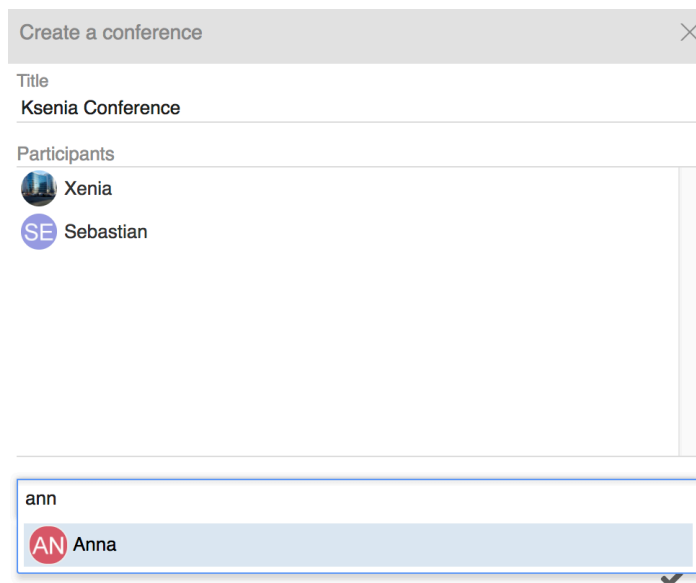 Create a conference
Title
Ksenia Conference
Participants
Xenia
SE Sebastian
ann
AN Anna